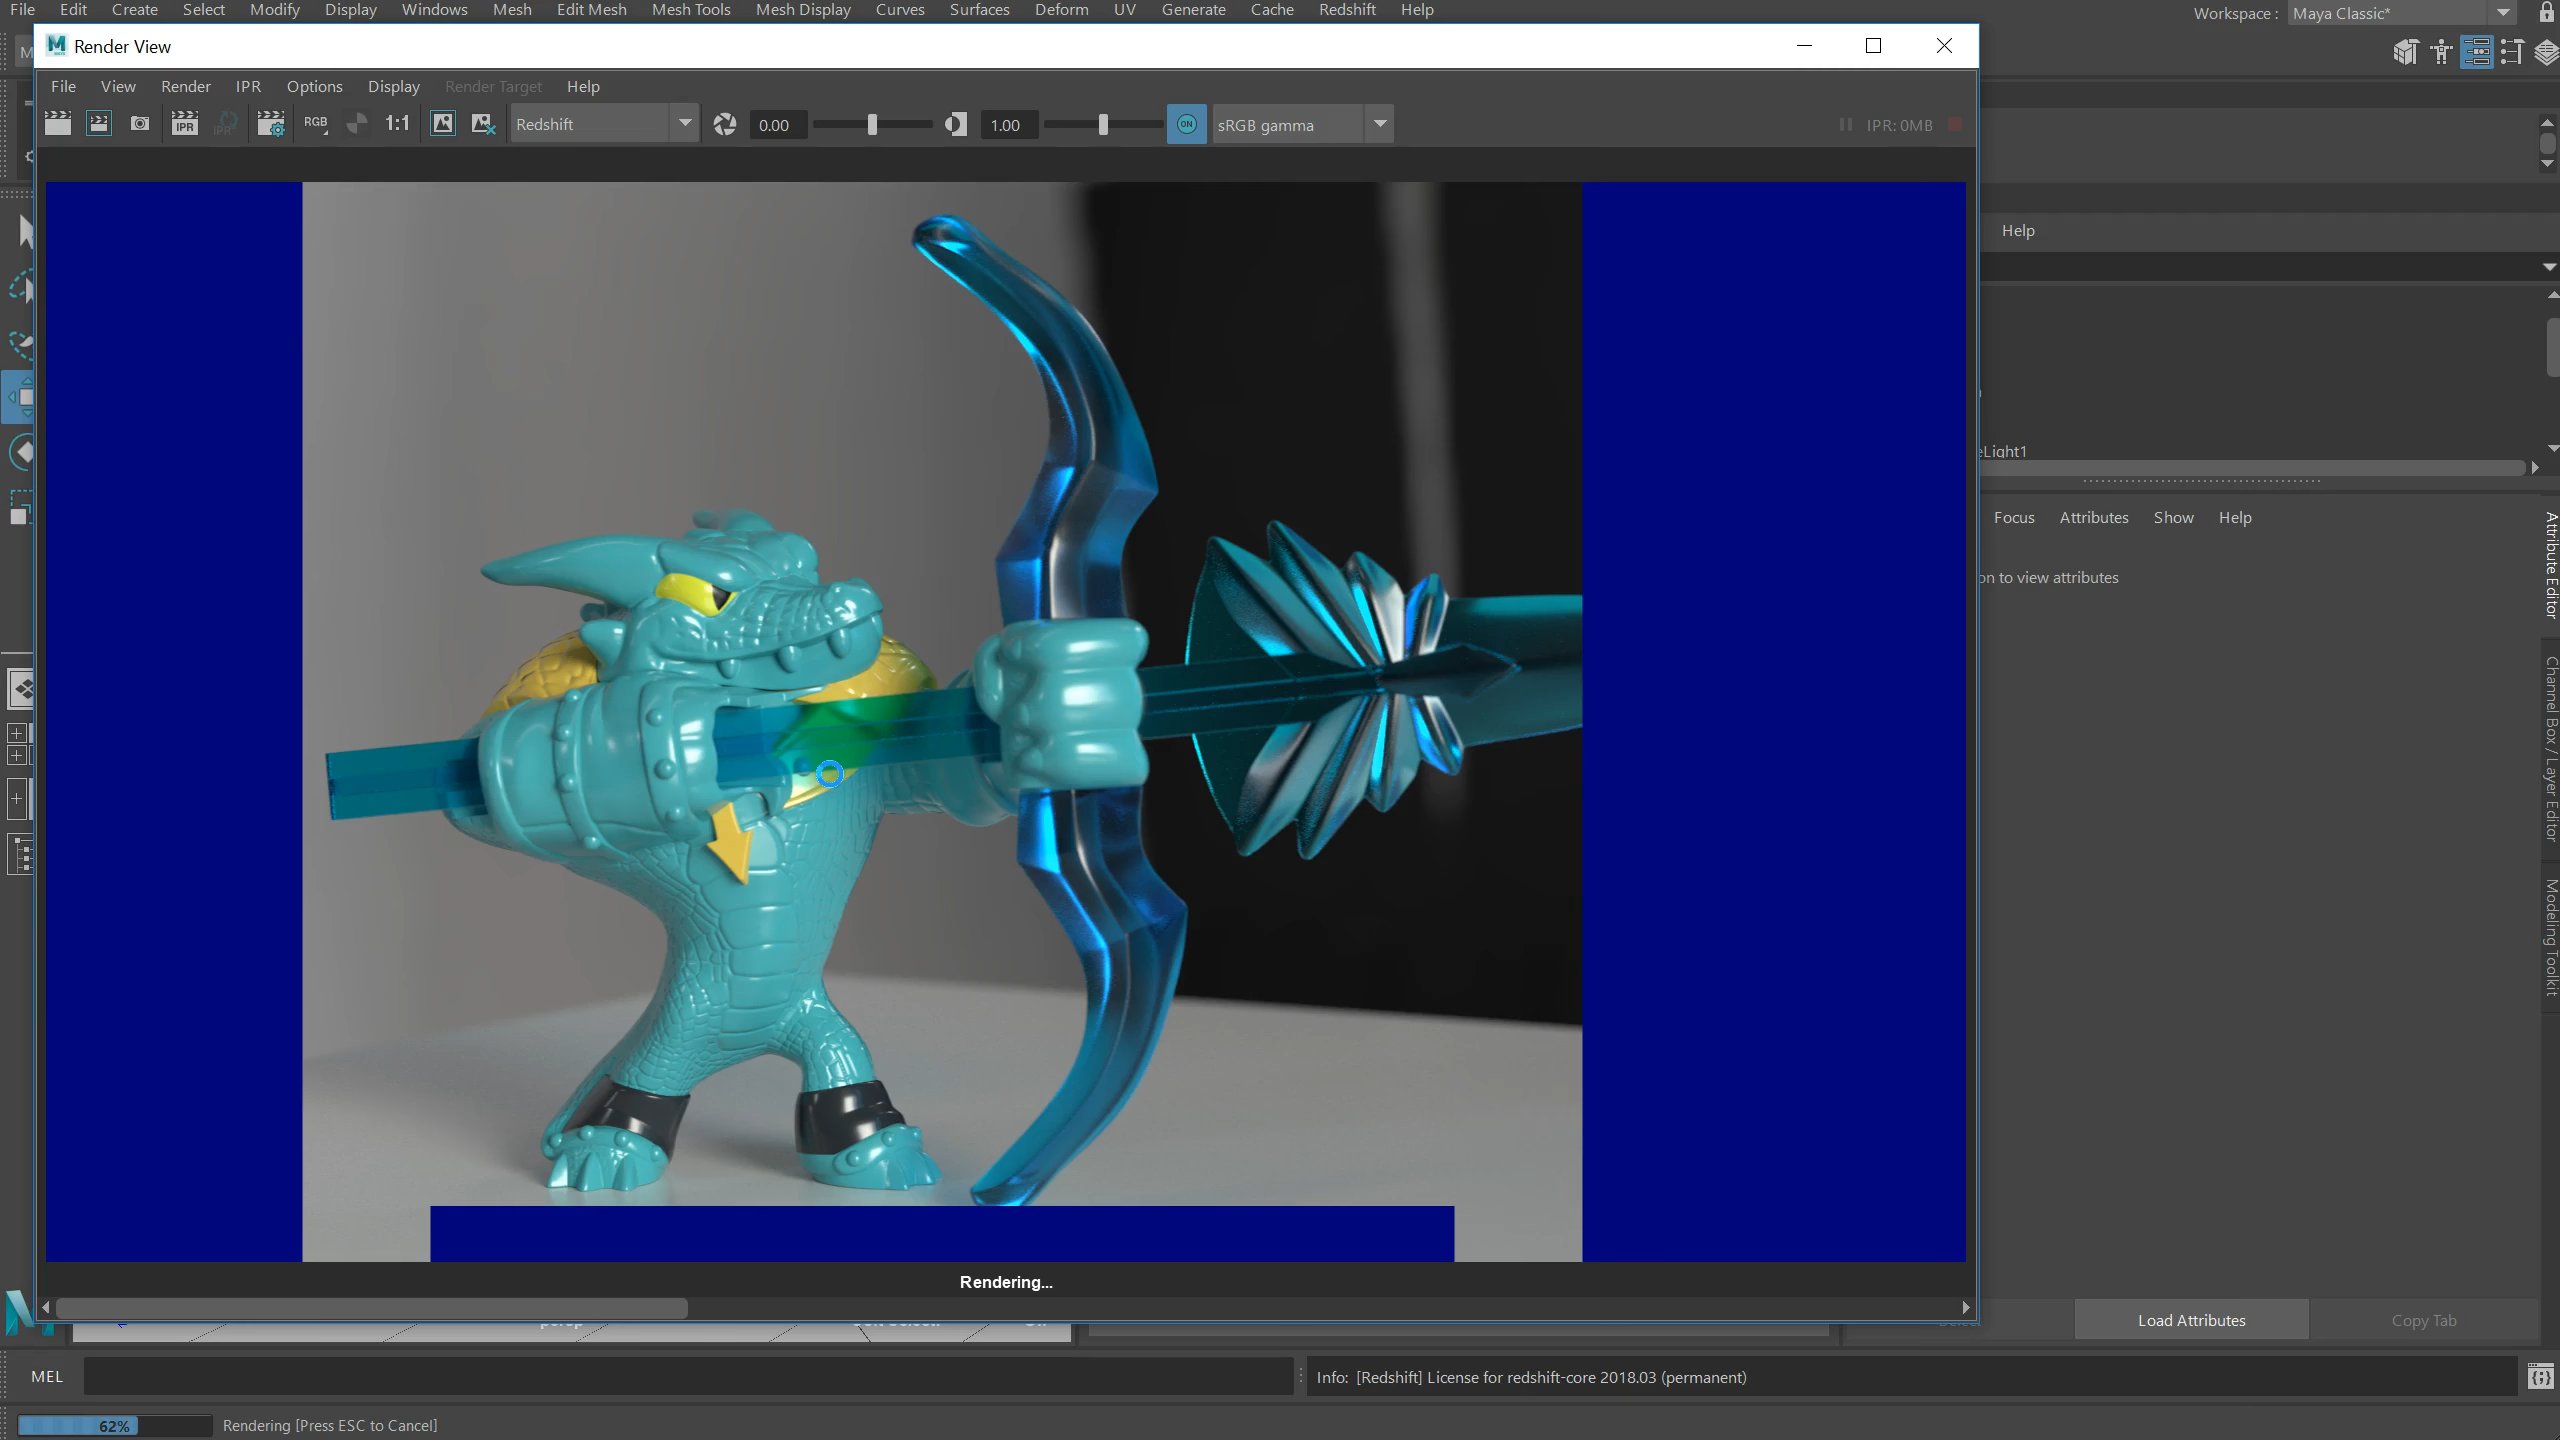 File Edit Create Select Modify Display Windows Mesh Edit Mesh Mesh Tools Mesh Display Curves Surfaces Deform UV Generate Cache Redshift Help
Workspace : Maya Classic*
M Render View
File View Render IPR Options Display Render Target Help
IPR IPR RGB 1:1 Redshift 0.00 1.00 ON sRGB gamma IPR: 0MB
Help
eLight1
Focus Attributes Show Help
on to view attributes
Attribute Editor
Channel Box / Layer Editor
Modeling Toolkit
Rendering...
Load Attributes Copy Tab
MEL
Info: [Redshift] License for redshift-core 2018.03 (permanent)
62% Rendering [Press ESC to Cancel]